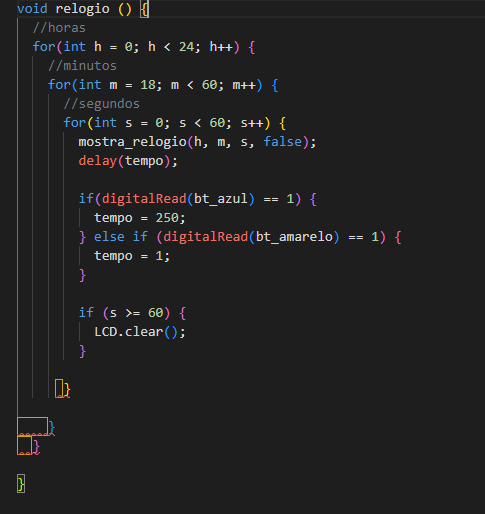 void relogio () {
//horas
for(int h = 0; h < 24; h++) {
//minutos
for(int m = 18; m < 60; m++) {
//segundos
for(int s = 0; s < 60; s++) {
mostra_relogio(h, m, s, false);
delay(tempo);
if(digitalRead(bt_azul) == 1) {
tempo = 250;
} else if (digitalRead(bt_amarelo) == 1) {
tempo = 1;
}
if (s >= 60) {
LCD.clear();
}
}
}
}
}